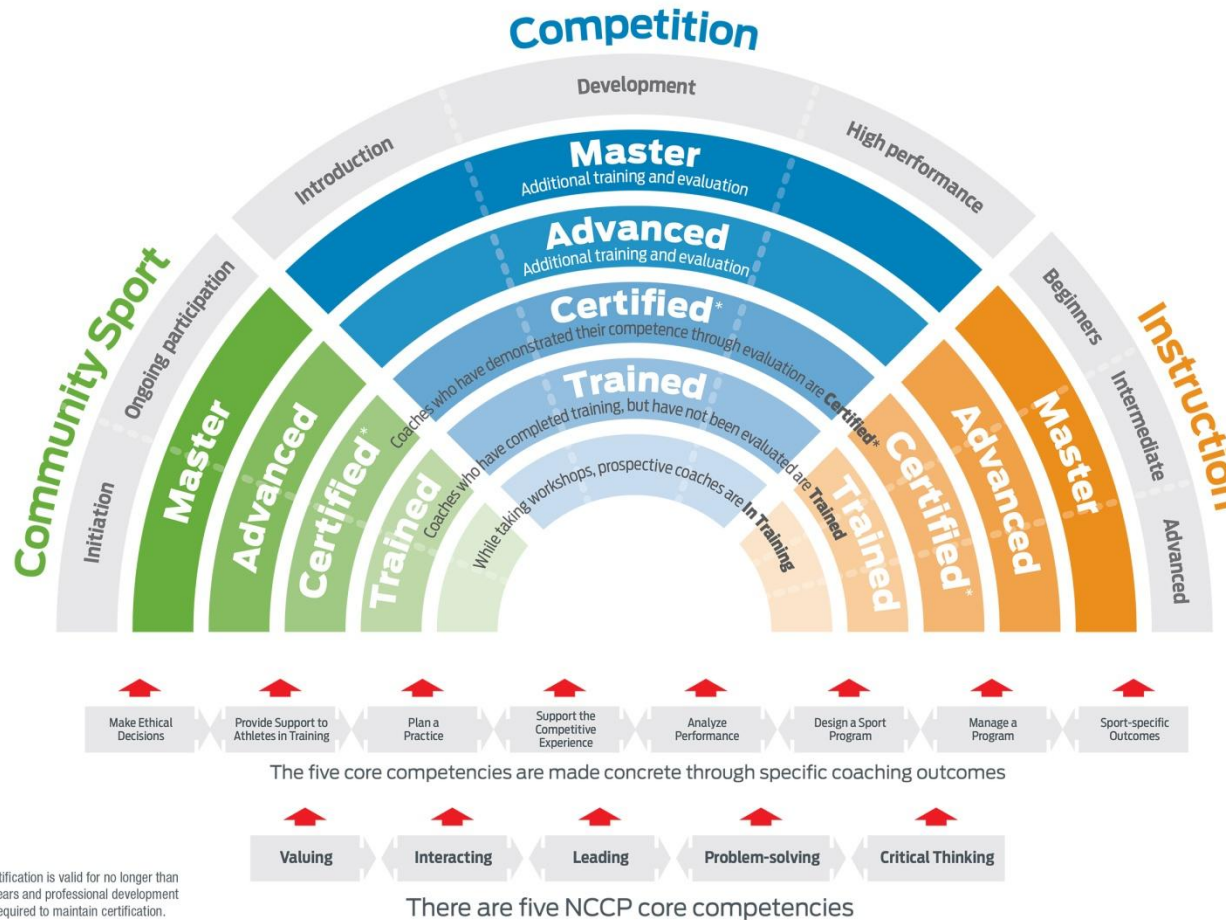 Competition
Development
Introduction
High performance
Master
Additional training and evaluation
Advanced
Additional training and evaluation
Certified*
Coaches who have demonstrated their competence through evaluation are Certified*
Trained
Coaches who have completed training, but have not been evaluated are Trained
While taking workshops, prospective coaches are In Training
Community Sport
Ongoing participation
Initiation
Master
Advanced
Certified*
Trained
Instruction
Beginners
Intermediate
Advanced
Master
Advanced
Certified*
Trained
Make Ethical
Decisions
Provide Support to
Athletes in Training
Plan a
Practice
Support the
Competitive
Experience
Analyze
Performance
Design a Sport
Program
Manage a
Program
Sport-specific
Outcomes
The five core competencies are made concrete through specific coaching outcomes
Valuing
Interacting
Leading
Problem-solving
Critical Thinking
There are five NCCP core competencies
tification is valid for no longer than
ears and professional development
equired to maintain certification.